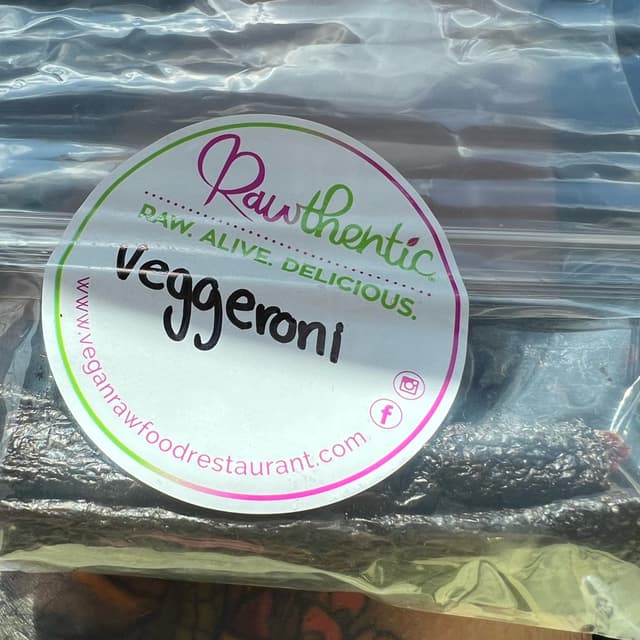 Rawthentic
RAW. ALIVE. DELICIOUS.
veggeroni
www.veganrawfoodrestaurant.com